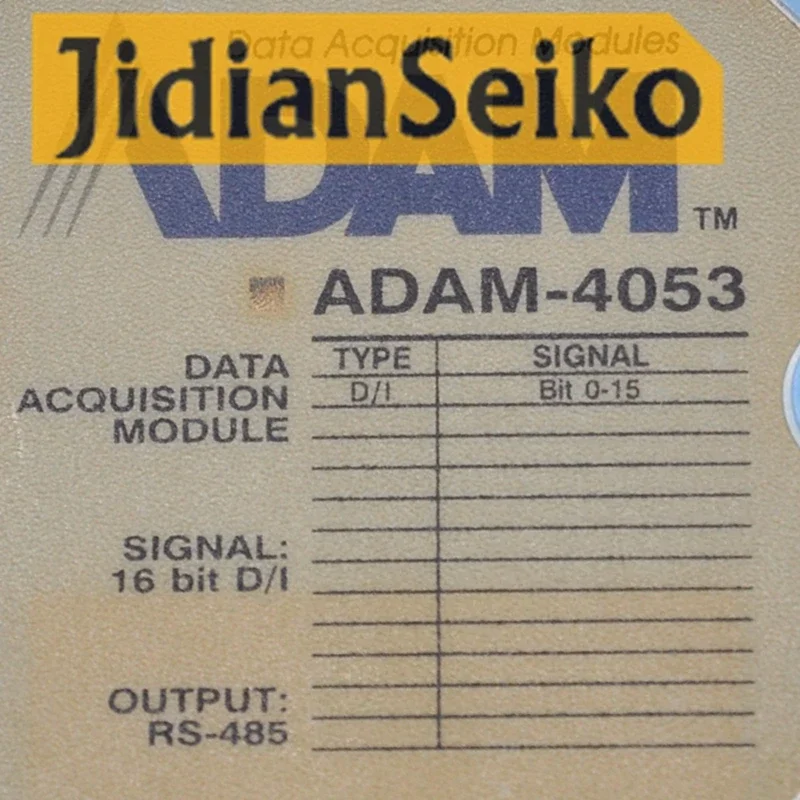 Data Acquisition Modules
JidianSeiko
ADAM TM
ADAM-4053
DATA
ACQUISITION
MODULE
TYPE SIGNAL
D/I Bit 0-15
SIGNAL:
16 bit D/I
OUTPUT:
RS-485